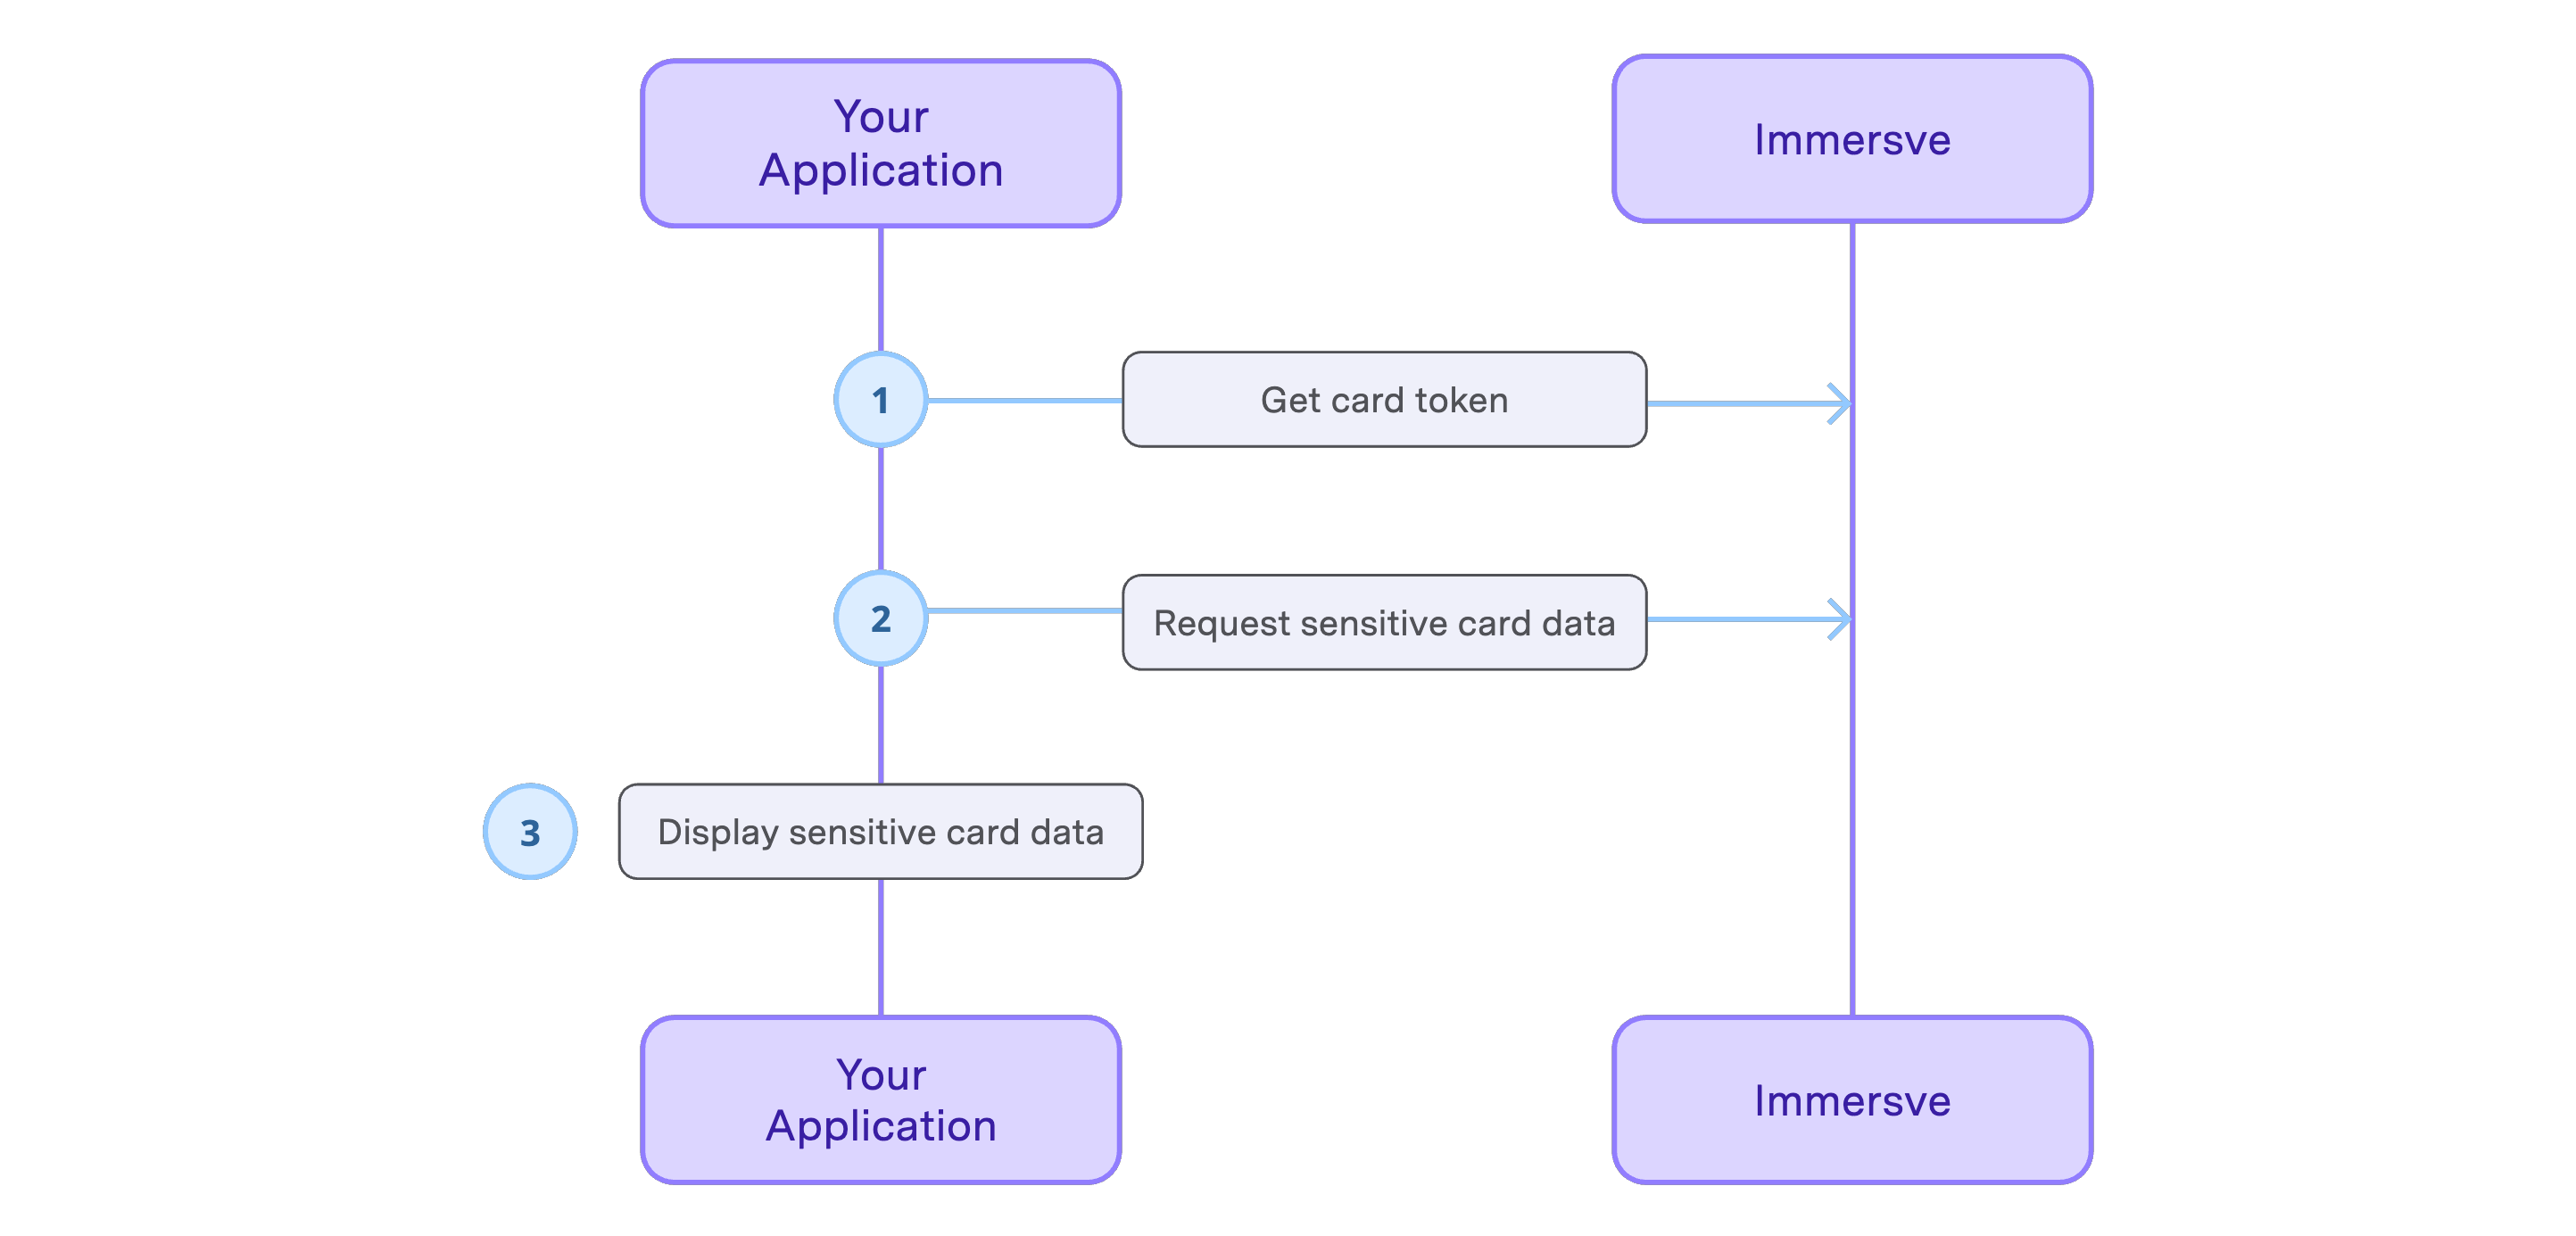 Your
Application
Immersve
1
Get card token
2
Request sensitive card data
3
Display sensitive card data
Your
Application
Immersve